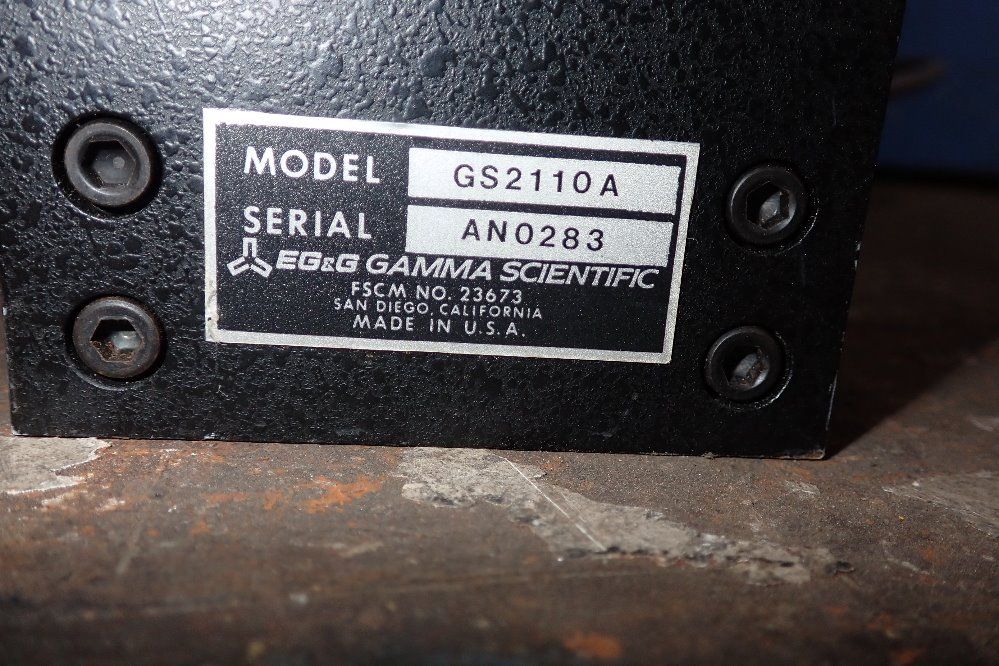 MODEL GS2110A
SERIAL AN0283
EG&G GAMMA SCIENTIFIC
FSCM NO. 23673
SAN DIEGO, CALIFORNIA
MADE IN U.S.A.